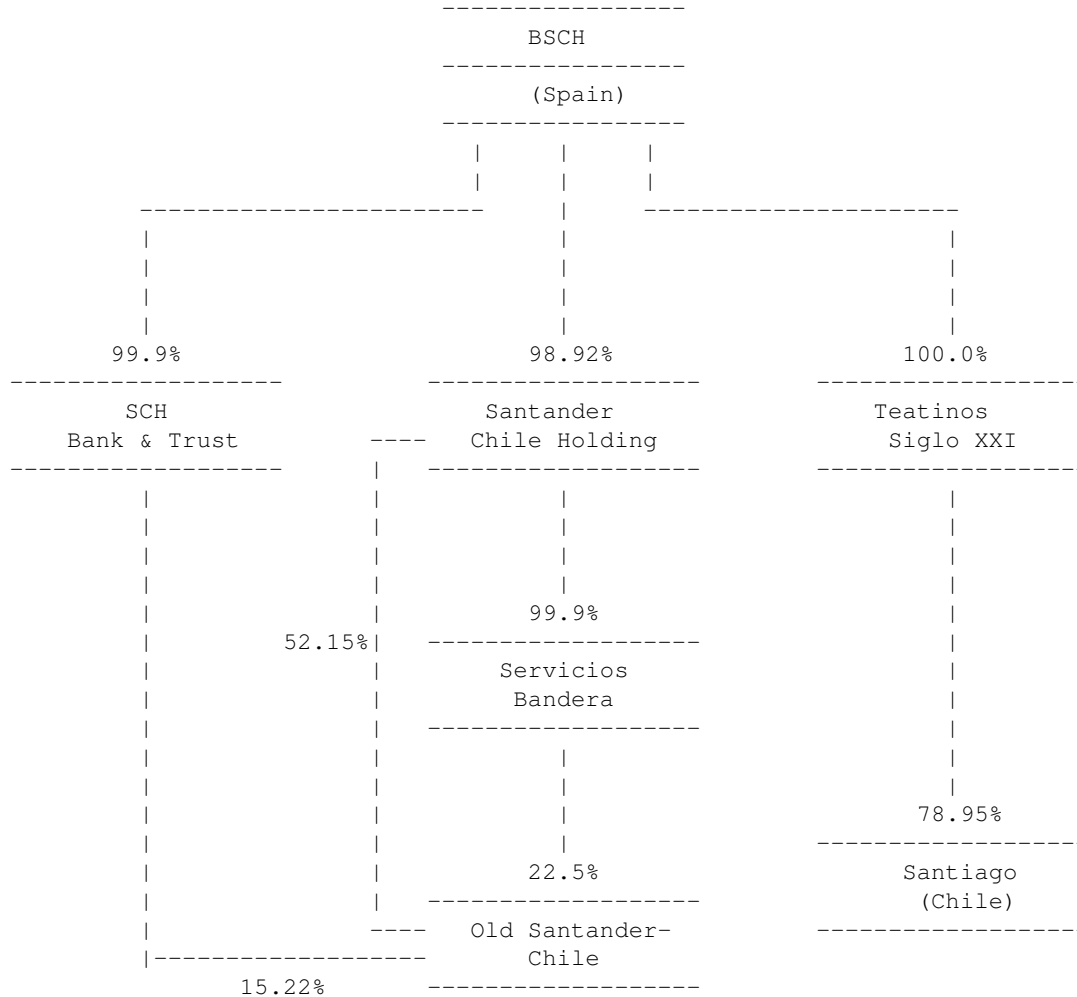 BSCH
(Spain)
99.9% 98.92% 100.0%
SCH Santander Teatinos
Bank & Trust Chile Holding Siglo XXI
99.9%
52.15%
Servicios
Bandera
78.95%
22.5% Santiago
(Chile)
Old Santander-
Chile
15.22%